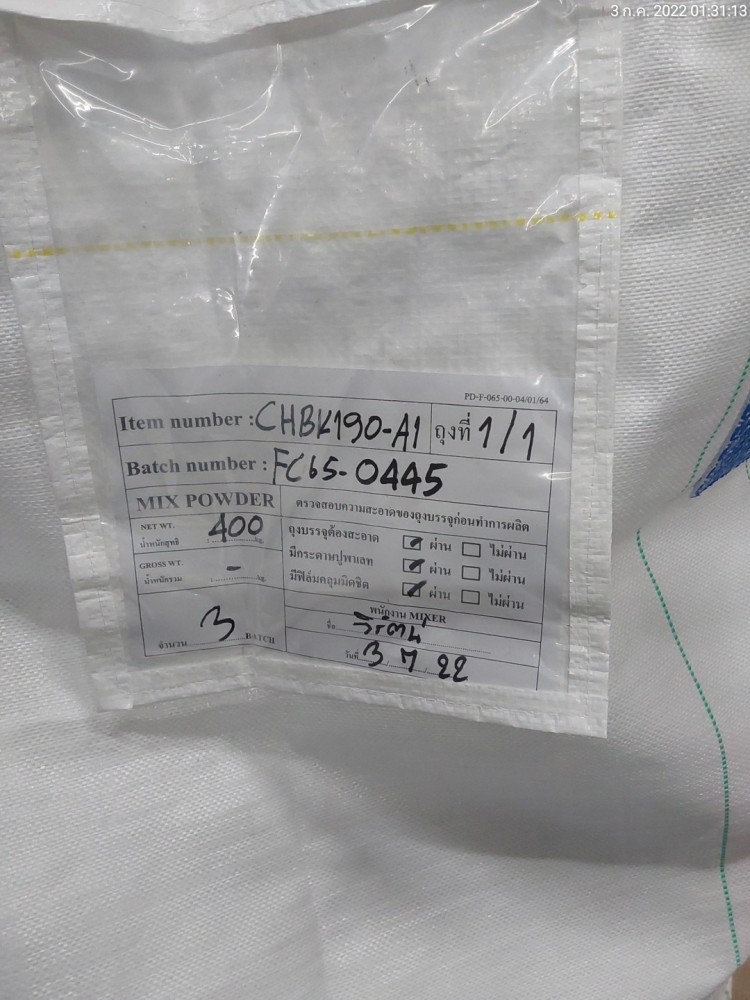 3 ก.ค. 2022 01:31:13
PD-F-065-00-04/01/64
Item number : CHBK190-A1 ถุงที่ 1/1
Batch number : FC65-0445
MIX POWDER
NET WT. 400
น้ำหนักสุทธิ kg.
GROSS WT. -
น้ำหนักรวม kg.
จำนวน 3 BATCH
ตรวจสอบความสะอาดของถุงบรรจุก่อนทำการผลิต
ถุงบรรจุต้องสะอาด ผ่าน ไม่ผ่าน
มีกระดาษปูพาเลท ผ่าน ไม่ผ่าน
มีฟิล์มคลุมมิดชิด ผ่าน ไม่ผ่าน
พนักงาน MIXER
ชื่อ
วันที่ 3/7/22